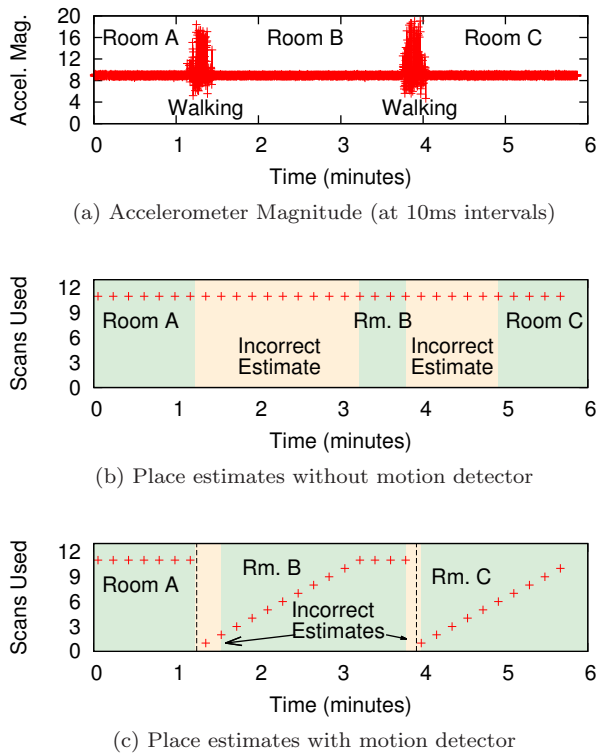 20
16
12
8
4
0
Accel. Mag.
Room A
Room B
Room C
Walking
Walking
0 1 2 3 4 5 6
Time (minutes)
(a) Accelerometer Magnitude (at 10ms intervals)
12
9
6
3
0
Scans Used
Room A
Rm. B
Room C
Incorrect
Estimate
Incorrect
Estimate
0 1 2 3 4 5 6
Time (minutes)
(b) Place estimates without motion detector
12
9
6
3
0
Scans Used
Room A
Rm. B
Rm. C
Incorrect
Estimates
0 1 2 3 4 5 6
Time (minutes)
(c) Place estimates with motion detector